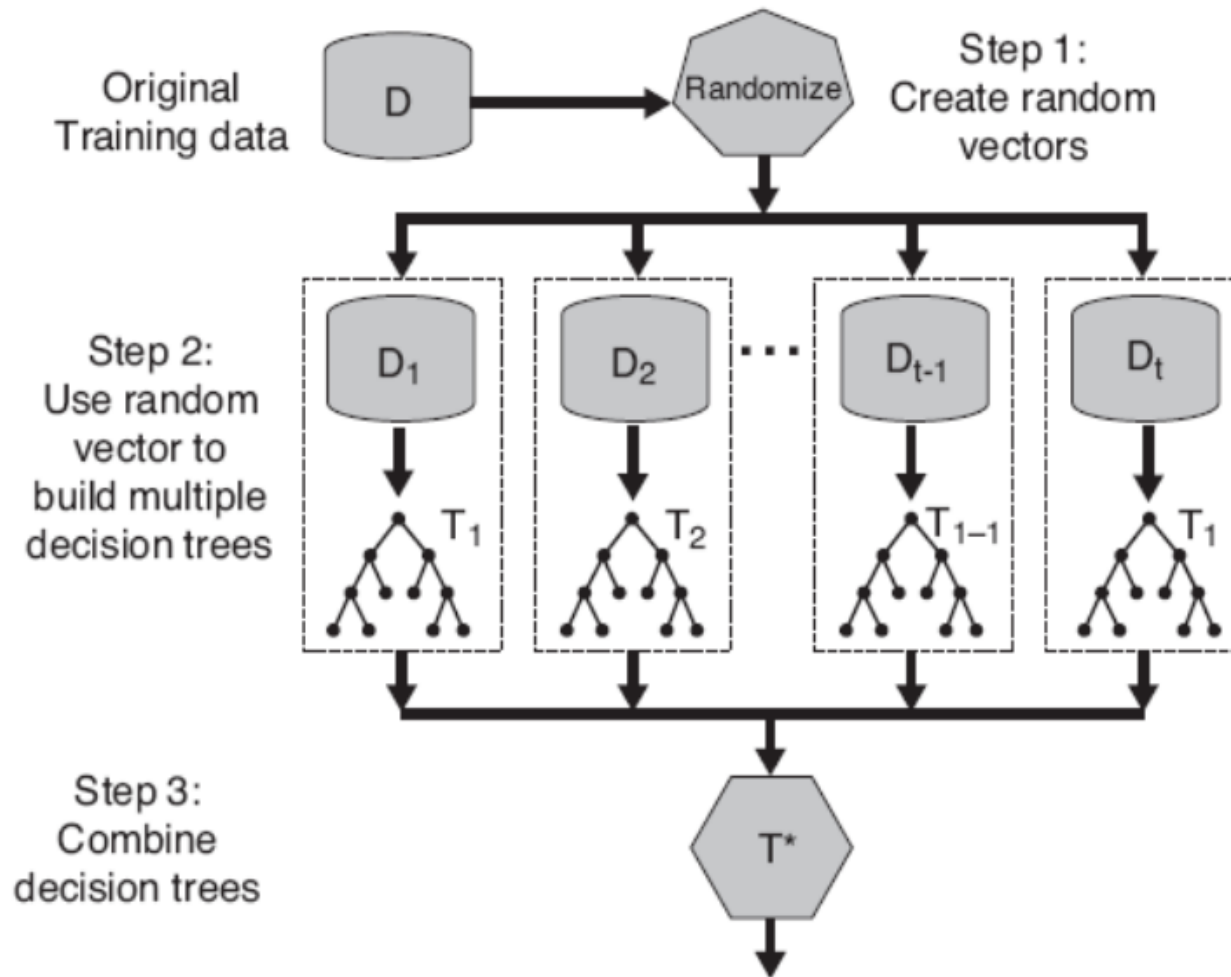 Original
Training data
D
Randomize
Step 1:
Create random
vectors
Step 2:
Use random
vector to
build multiple
decision trees
D1
D2
...
Dt-1
Dt
T1
T2
T1–1
T1
Step 3:
Combine
decision trees
T*